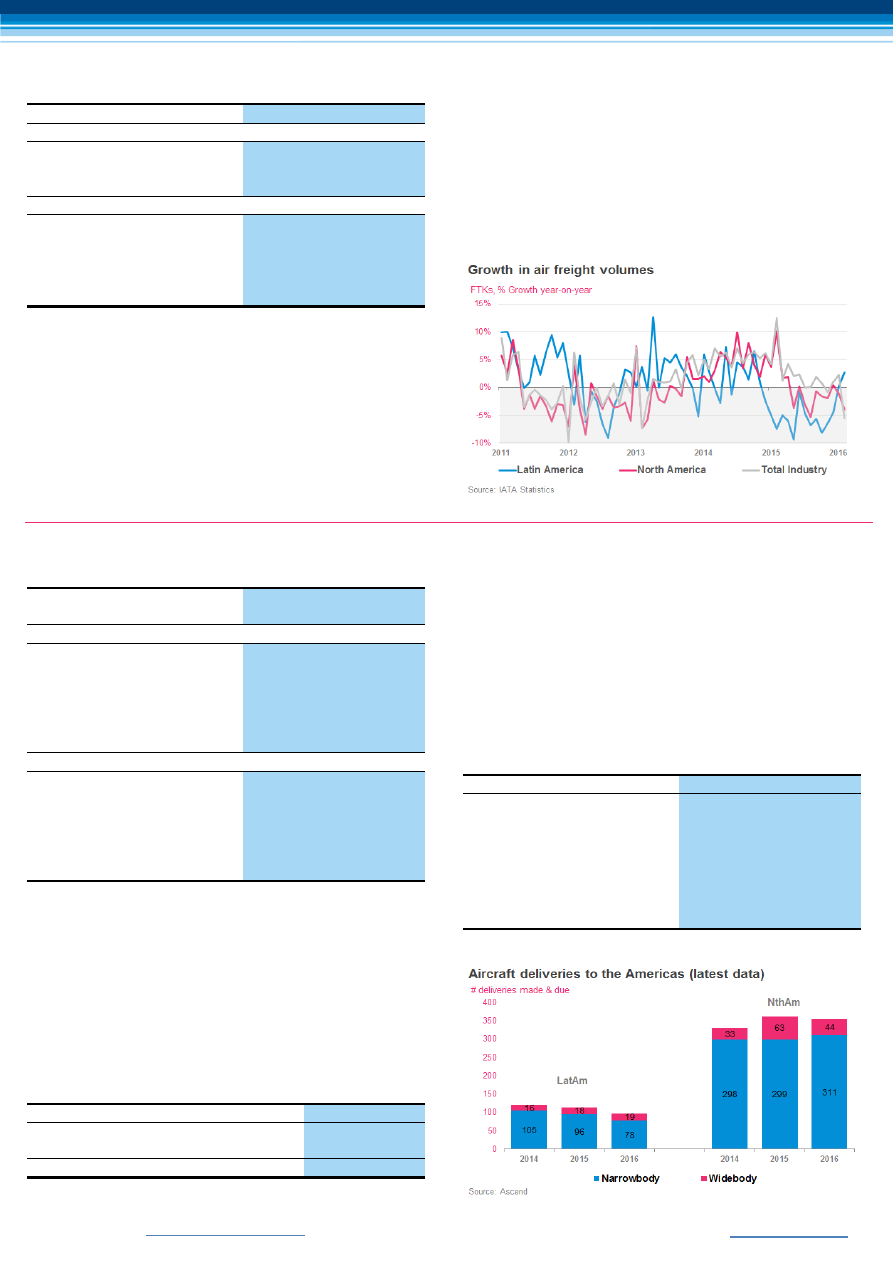 Growth in air freight volumes
FTKs, % Growth year-on-year
15%
10%
5%
0%
-5%
-10%
2011 2012 2013 2014 2015 2016
Latin America North America Total Industry
Source: IATA Statistics
Aircraft deliveries to the Americas (latest data)
# deliveries made & due
400
350
300
250
200
150
100
50
0
NthAm
LatAm
33 63 44
298 299 311
16 18 19
105 96 78
2014 2015 2016 2014 2015 2016
Narrowbody Widebody
Source: Ascend